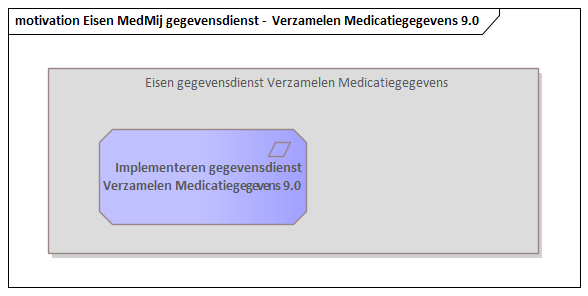 motivation Eisen MedMij gegevensdienst - Verzamelen Medicatiegegevens 9.0
Eisen gegevensdienst Verzamelen Medicatiegegevens
Implementeren gegevensdienst
Verzamelen Medicatiegegevens 9.0